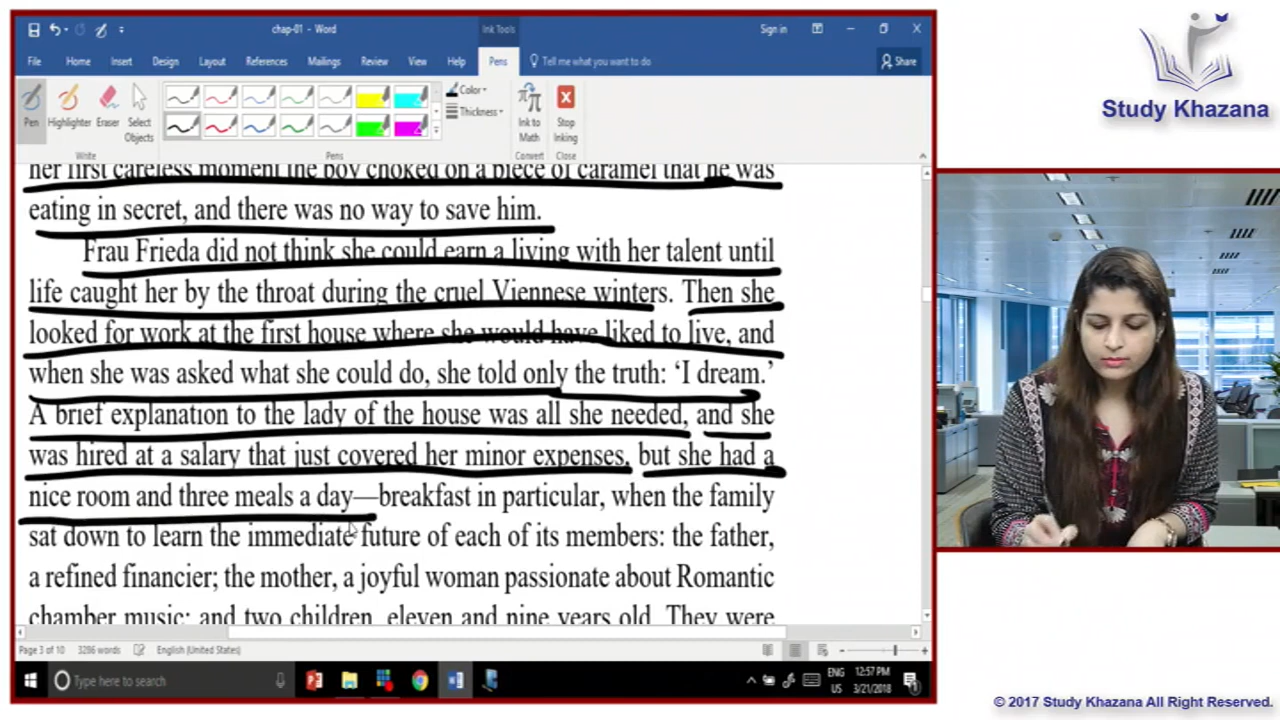 chap-01 - Word
Ink Tools
Sign in
File Home Insert Design Layout References Mailings Review View Help Pens Tell me what you want to do Share
Pen Highlighter Eraser Select Objects
Color
Thickness
Ink to Math
Stop Inking
Write Pens Convert Close
her first careless moment the boy choked on a piece of caramel that he was
eating in secret, and there was no way to save him.
Frau Frieda did not think she could earn a living with her talent until
life caught her by the throat during the cruel Viennese winters. Then she
looked for work at the first house where she would have liked to live, and
when she was asked what she could do, she told only the truth: ‘I dream.’
A brief explanation to the lady of the house was all she needed, and she
was hired at a salary that just covered her minor expenses, but she had a
nice room and three meals a day—breakfast in particular, when the family
sat down to learn the immediate future of each of its members: the father,
a refined financier; the mother, a joyful woman passionate about Romantic
chamber music; and two children, eleven and nine years old. They were
Page 3 of 10 3286 words English (United States)
Type here to search
ENG
US
12:57 PM
3/21/2018
Study Khazana
© 2017 Study Khazana All Right Reserved.